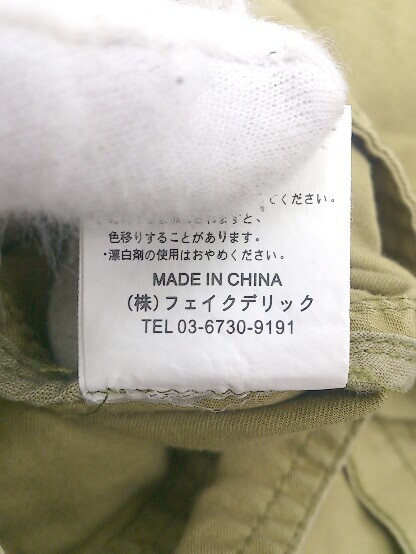 てください。
色移りすることがあります。
・漂白剤の使用はおやめください。
MADE IN CHINA
(株)フェイクデリック
TEL 03-6730-9191